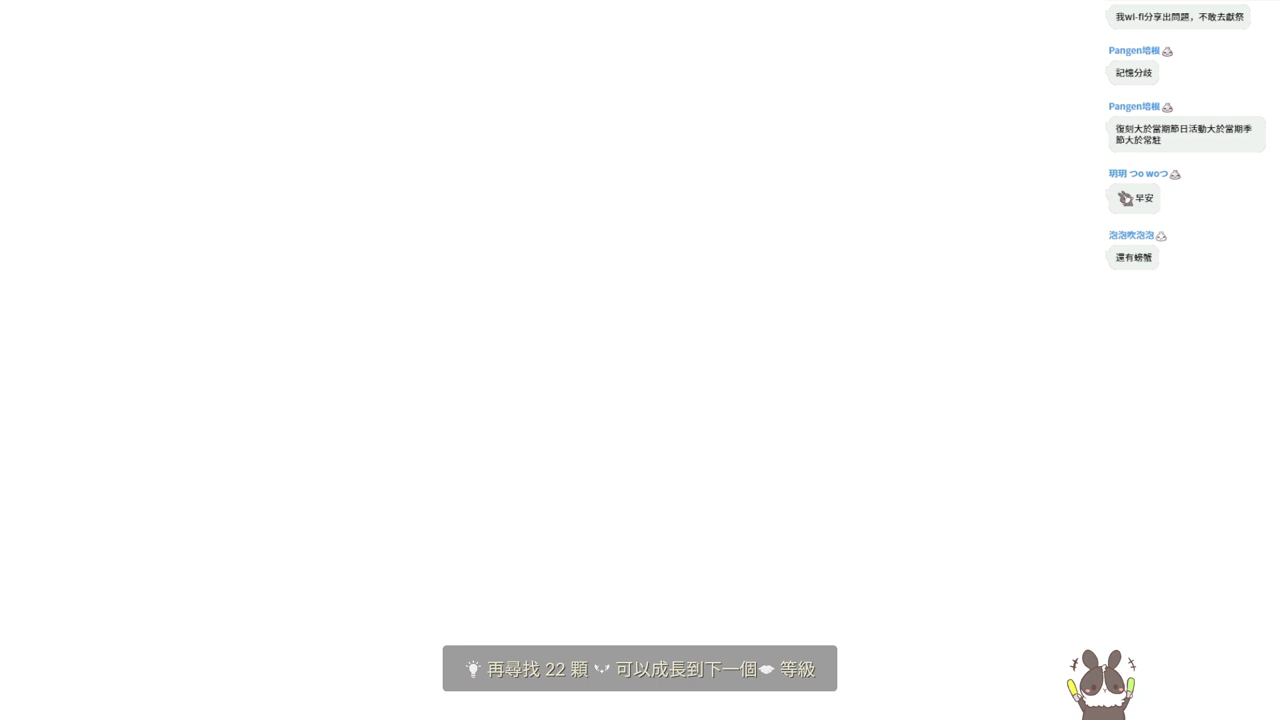 我wi-fi分享出問題，不敢去獻祭
Pangen培根
記憶分歧
Pangen培根
復刻大於當期節日活動大於當期季
節大於常駐
玥玥 つo woつ
早安
泡泡吹泡泡
還有螃蟹
再尋找 22 顆 可以成長到下一個 等級